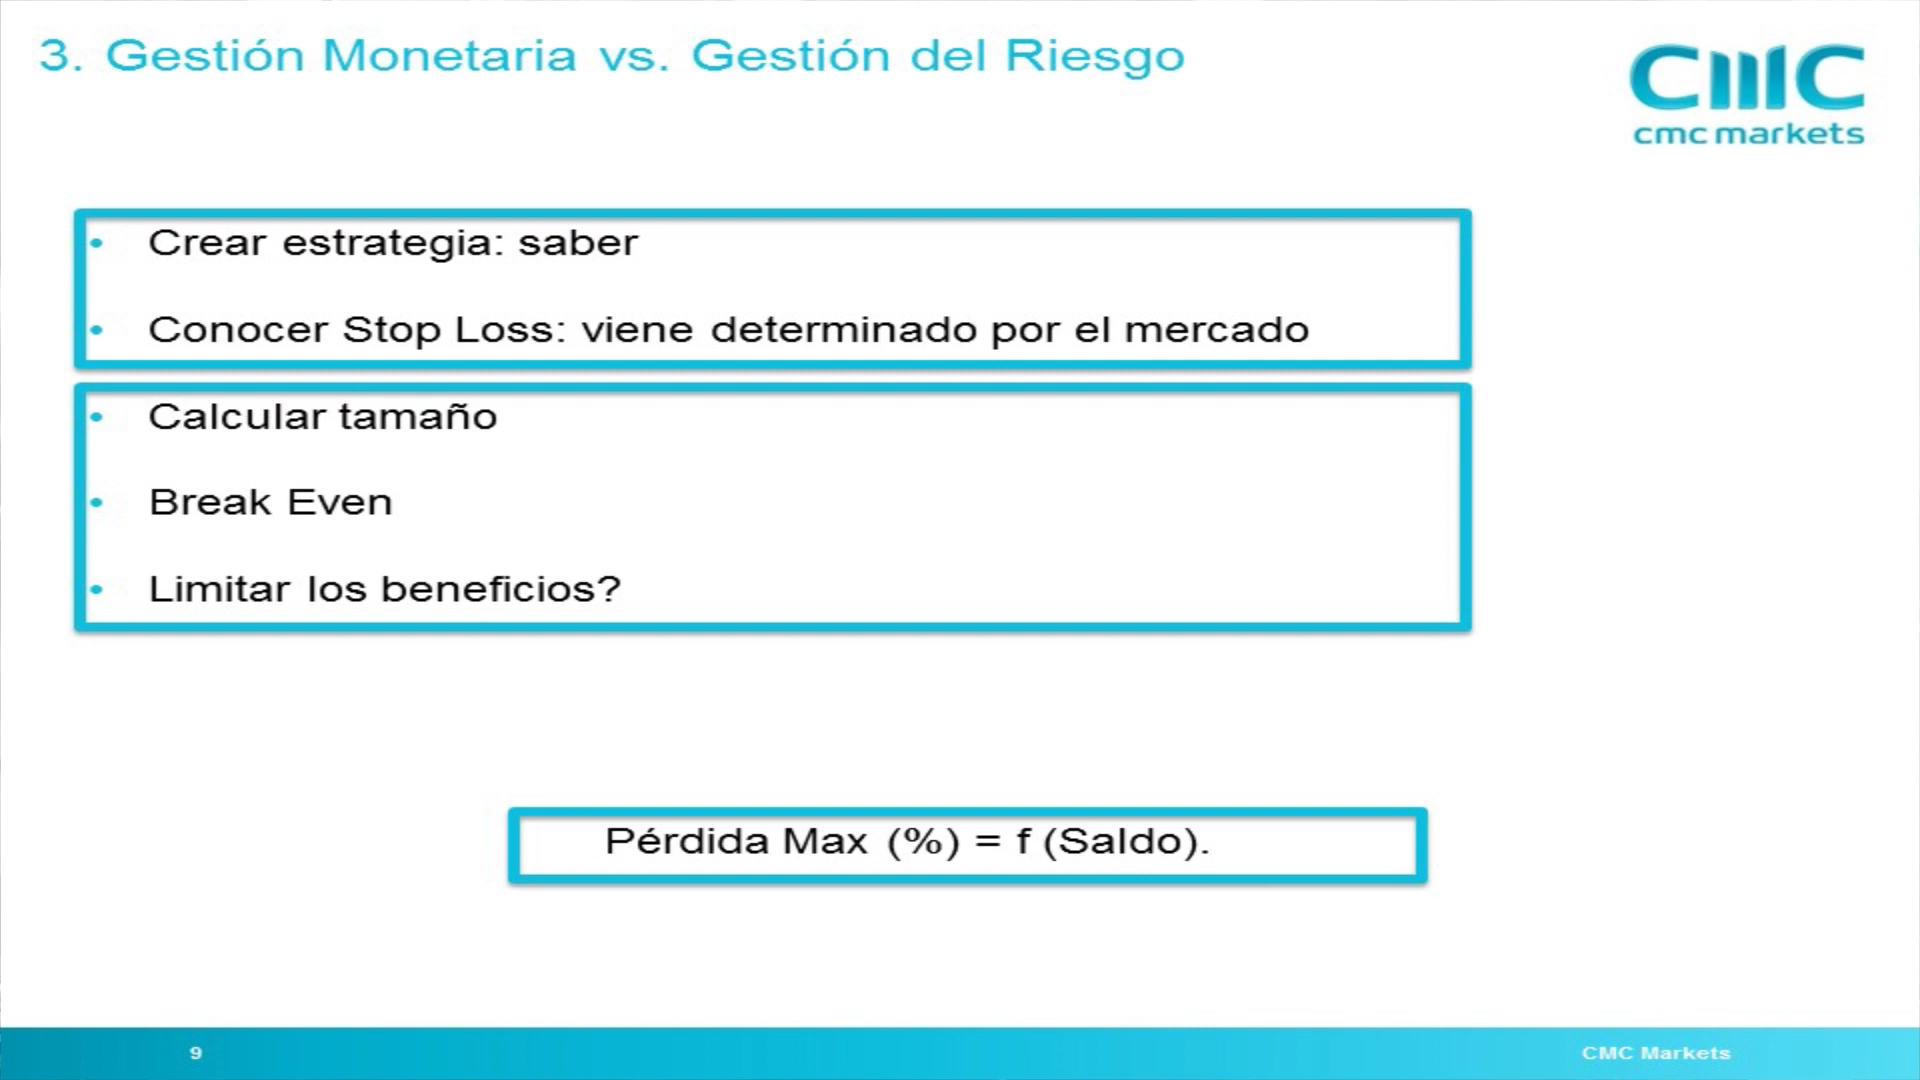 3. Gestión Monetaria vs. Gestión del Riesgo
CMC
cmc markets
• Crear estrategia: saber
• Conocer Stop Loss: viene determinado por el mercado
• Calcular tamaño
• Break Even
• Limitar los beneficios?
Pérdida Max (%) = f (Saldo).
9
CMC Markets